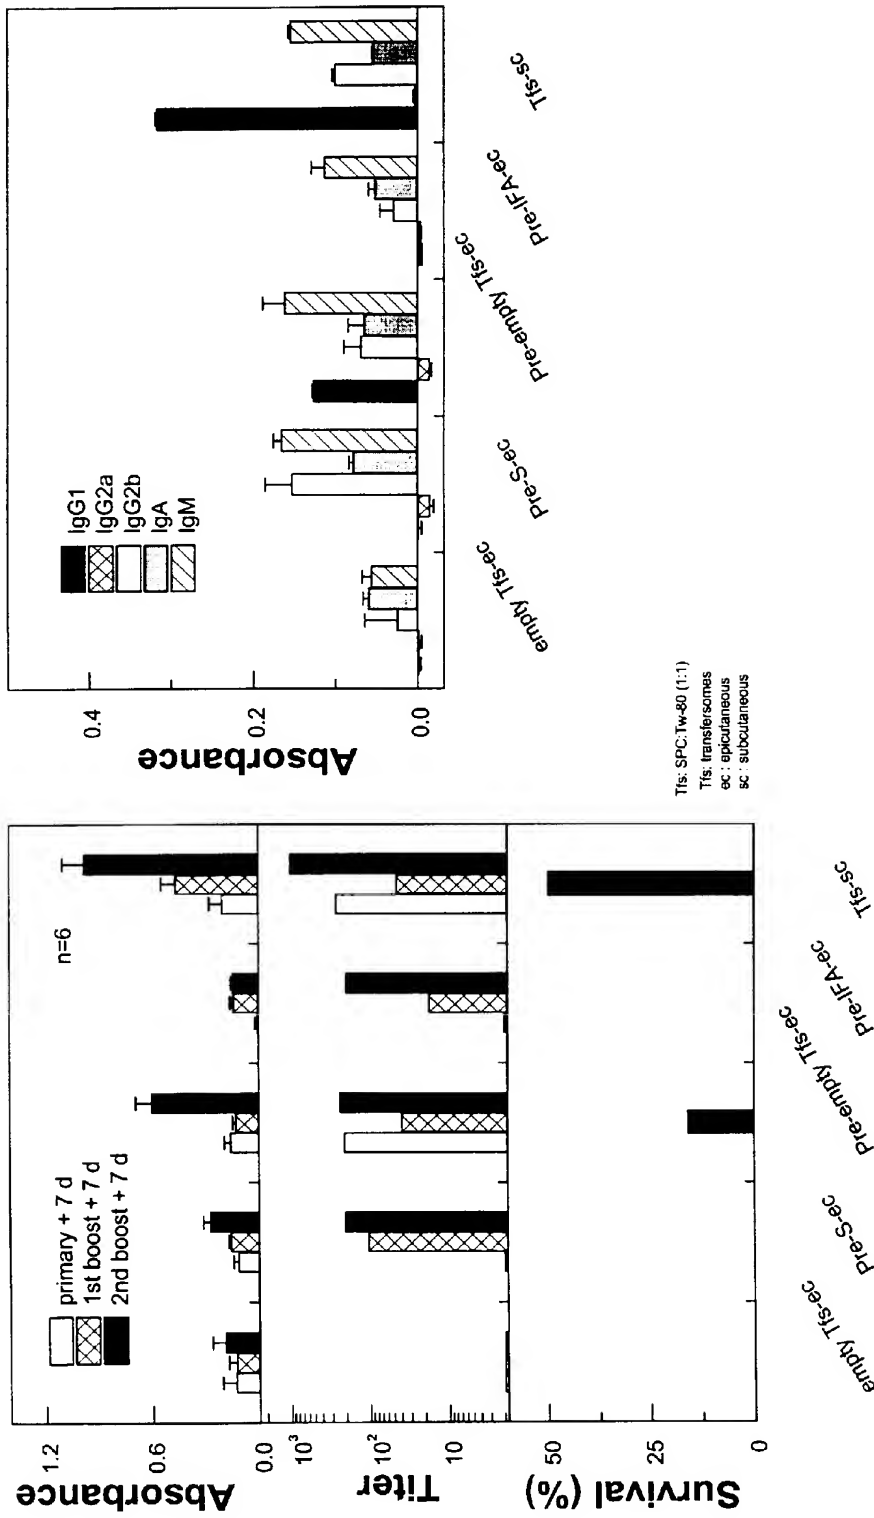 Absorbance
1.2
0.6
0.0
primary + 7 d
1st boost + 7 d
2nd boost + 7 d
n=6
Titer
10³
10²
10
Survival (%)
50
25
0
empty Tfs-ec
Pre-S-ec
Pre-empty Tfs-ec
Pre-IFA-ec
Tfs-sc
Absorbance
0.4
0.2
0.0
IgG1
IgG2a
IgG2b
IgA
IgM
empty Tfs-ec
Pre-S-ec
Pre-empty Tfs-ec
Pre-IFA-ec
Tfs-sc
Tfs: SPC:Tw-80 (1:1)
Tfs: transfersomes
ec : epicutaneous
sc : subcutaneous